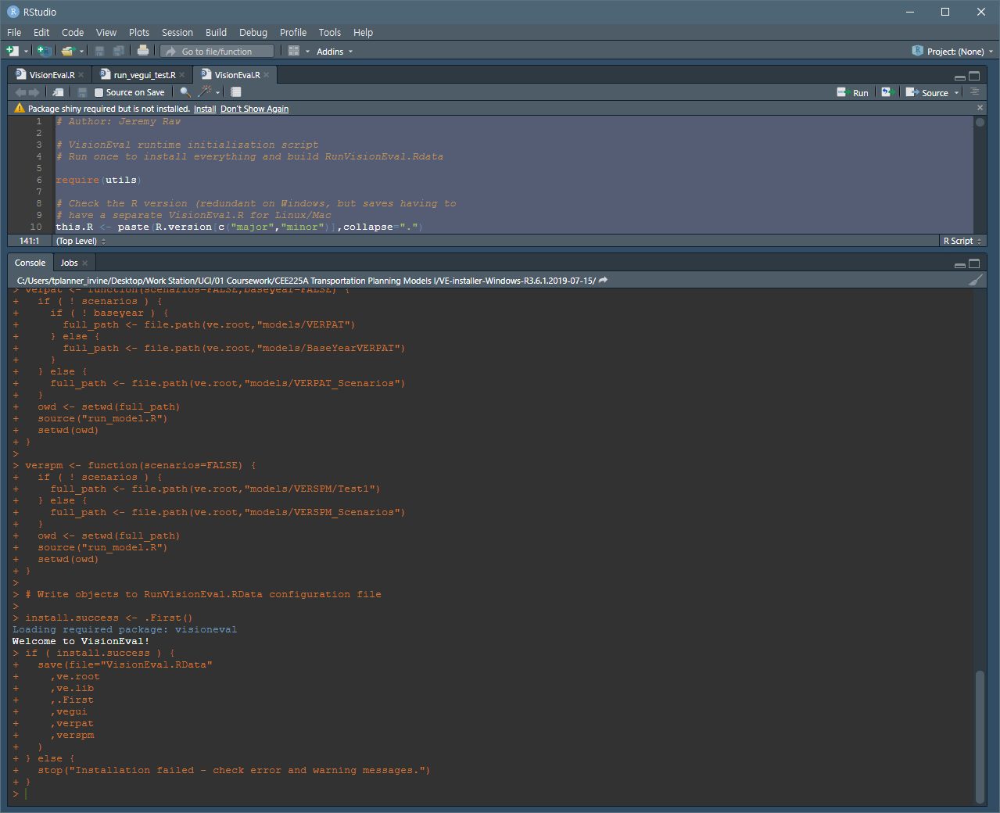 RStudio
File Edit Code View Plots Session Build Debug Profile Tools Help
Go to file/function Addins Project: (None)
VisionEval.R run_vegui_test.R VisionEval.R
Source on Save Run Source
Package shiny required but is not installed. Install Don't Show Again
1 # Author: Jeremy Raw
2
3 # VisionEval runtime initialization script
4 # Run once to install everything and build RunVisionEval.Rdata
5
6 require(utils)
7
8 # Check the R version (redundant on Windows, but saves having to
9 # have a separate VisionEval.R for Linux/Mac
10 this.R <- paste(R.version[c("major","minor")],collapse=".")
141:1 (Top Level) R Script
Console Jobs
C:/Users/tplanner_irvine/Desktop/Work Station/UCI/01 Coursework/CEE225A Transportation Planning Models I/VE-installer-Windows-R3.6.1.2019-07-15/
> verpat <- function(scenarios=FALSE,baseyear=FALSE) {
+   if ( ! scenarios ) {
+     if ( ! baseyear ) {
+       full_path <- file.path(ve.root,"models/VERPAT")
+     } else {
+       full_path <- file.path(ve.root,"models/BaseYearVERPAT")
+     }
+   } else {
+     full_path <- file.path(ve.root,"models/VERPAT_Scenarios")
+   }
+   owd <- setwd(full_path)
+   source("run_model.R")
+   setwd(owd)
+ }
>
> verspm <- function(scenarios=FALSE) {
+   if ( ! scenarios ) {
+     full_path <- file.path(ve.root,"models/VERSPM/Test1")
+   } else {
+     full_path <- file.path(ve.root,"models/VERSPM_Scenarios")
+   }
+   owd <- setwd(full_path)
+   source("run_model.R")
+   setwd(owd)
+ }
>
> # Write objects to RunVisionEval.RData configuration file
>
> install.success <- .First()
Loading required package: visioneval
Welcome to VisionEval!
> if ( install.success ) {
+   save(file="VisionEval.RData"
+     ,ve.root
+     ,ve.lib
+     ,.First
+     ,vegui
+     ,verpat
+     ,verspm
+   )
+ } else {
+   stop("Installation failed - check error and warning messages.")
+ }
>